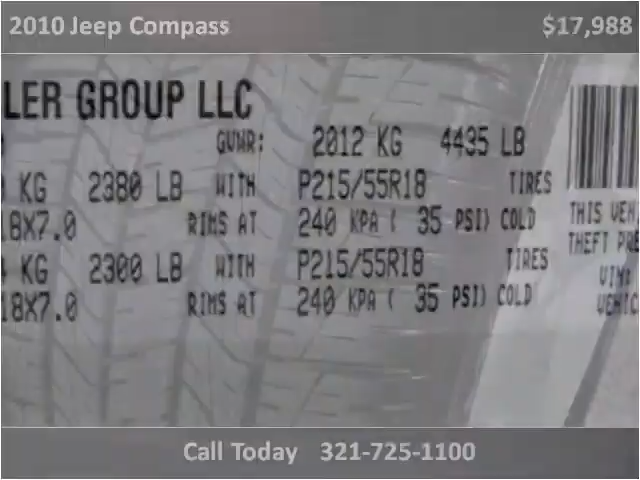 2010 Jeep Compass $17,988
LER GROUP LLC
GVWR: 2012 KG 4435 LB
KG 2380 LB WITH P215/55R18 TIRES
18X7.0 RIMS AT 240 KPA ( 35 PSI) COLD
KG 2300 LB WITH P215/55R18 TIRES
18X7.0 RIMS AT 240 KPA ( 35 PSI) COLD
THIS VEH
THEFT PRE
VIN:
VEHIC
Call Today 321-725-1100